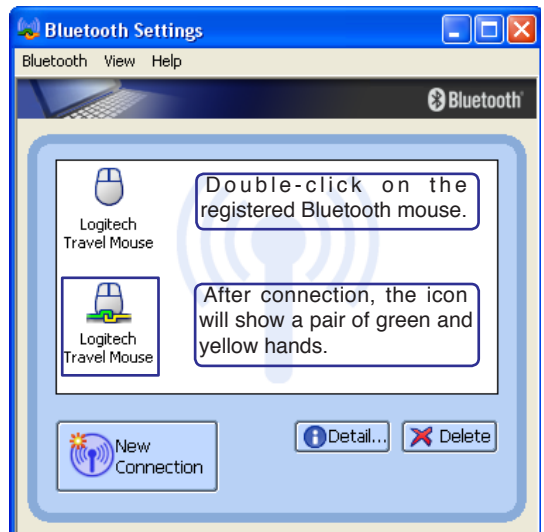 Bluetooth Settings
Bluetooth View Help
Bluetooth
Logitech
Travel Mouse
Double-click on the
registered Bluetooth mouse.
Logitech
Travel Mouse
After connection, the icon
will show a pair of green and
yellow hands.
New
Connection
Detail...
Delete